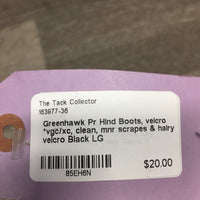 The Tack Collector
163977-36
Greenhawk Pr Hind Boots, velcro
*vgc/xc, clean, mnr scrapes & hairy
velcro Black LG
$20.00
85EH6N